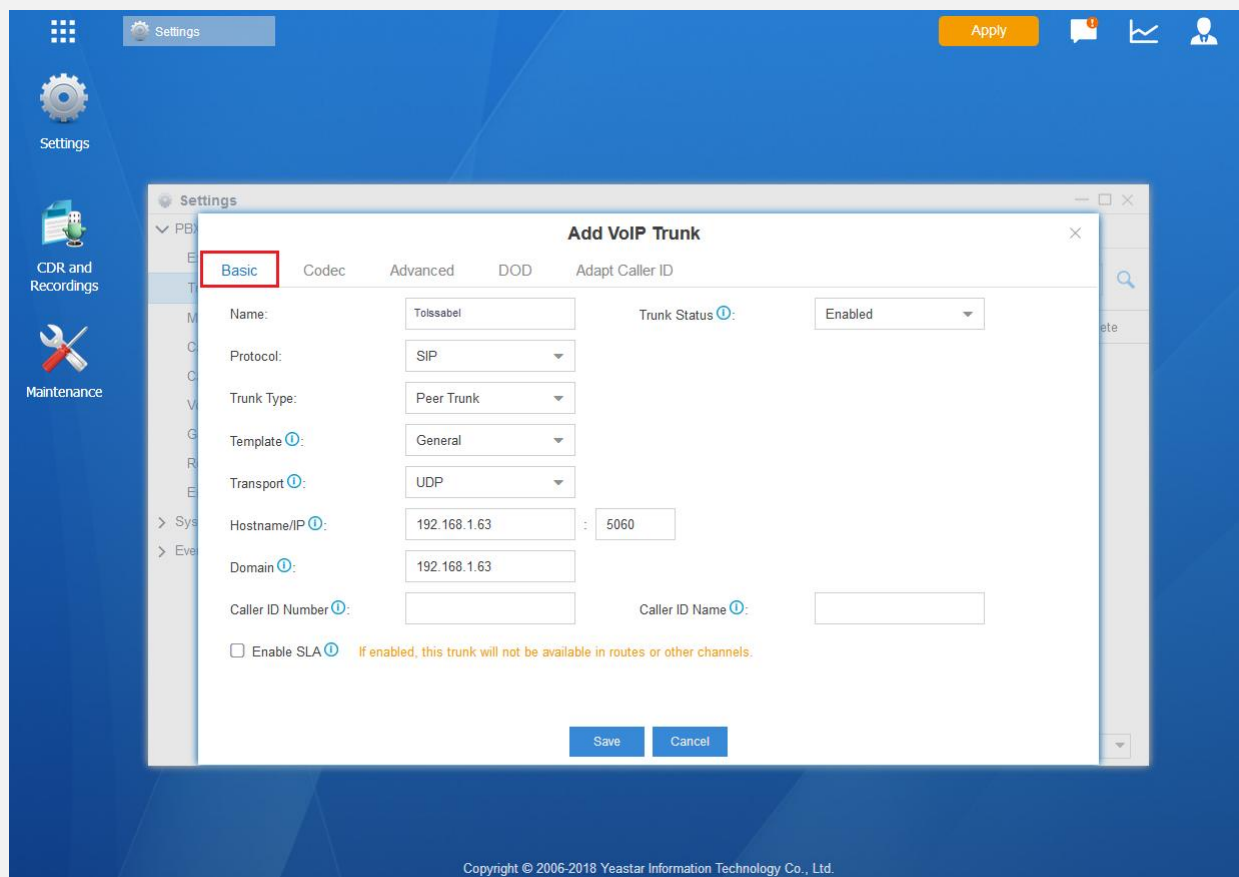 Settings
Apply
Settings
CDR and
Recordings
Maintenance
Settings
PB
Add VoIP Trunk
Basic Codec Advanced DOD Adapt Caller ID
Name: Tolssabel Trunk Status: Enabled
ete
Protocol: SIP
Trunk Type: Peer Trunk
Template: General
Transport: UDP
Sys
Hostname/IP: 192.168.1.63 : 5060
Eve
Domain: 192.168.1.63
Caller ID Number: Caller ID Name:
Enable SLA If enabled, this trunk will not be available in routes or other channels.
Save Cancel
Copyright © 2006-2018 Yeastar Information Technology Co., Ltd.